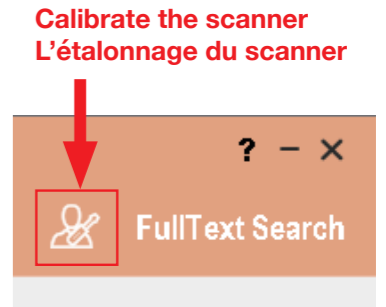 Calibrate the scanner
L'étalonnage du scanner
? – ×
FullText Search